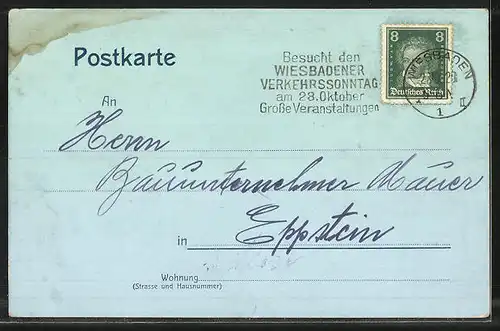 Postkarte
Besucht den
WIESBADENER
VERKEHRSSONNTAG
am 28. Oktober
Große Veranstaltungen
8 8
Deutsches Reich
WIESBADEN
1
An
Herrn
Bauunternehmer Mauer
in Eppstein
Wohnung
(Strasse und Hausnummer)